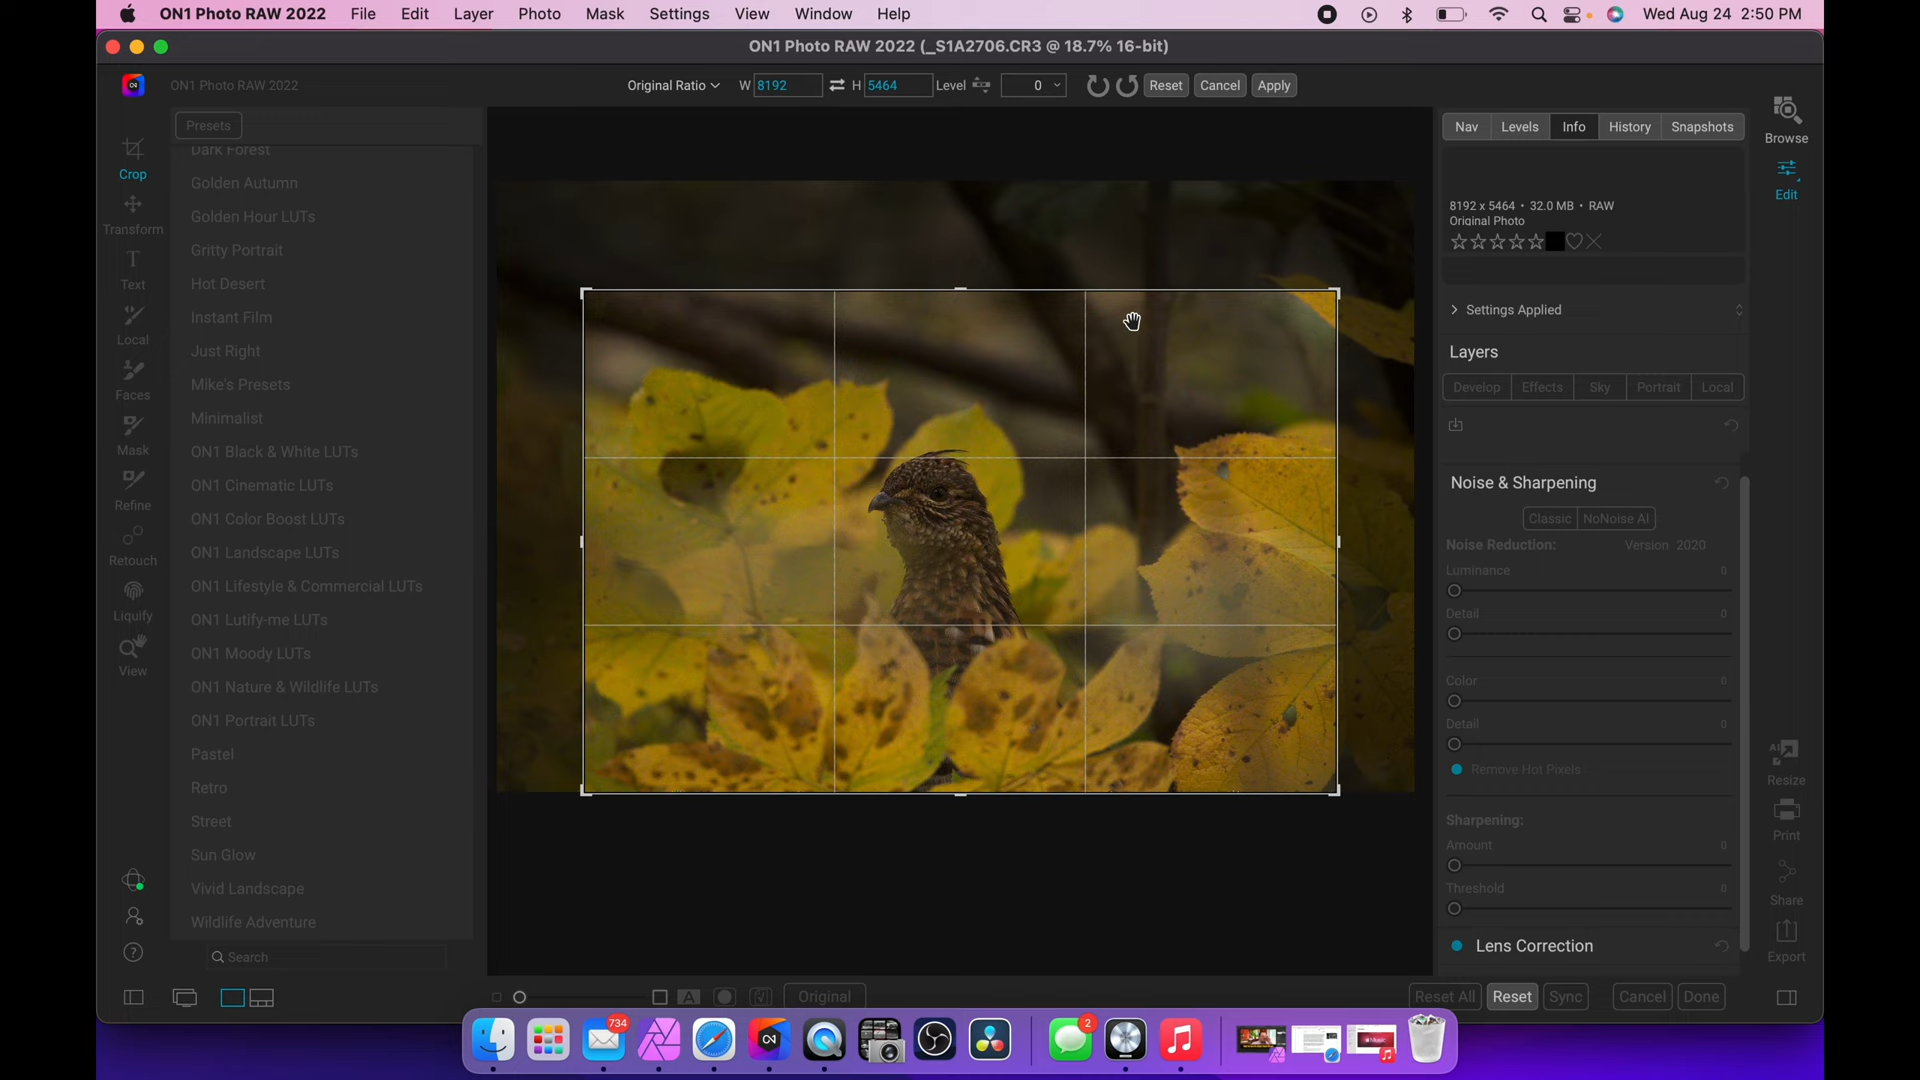 ON1 Photo RAW 2022 File Edit Layer Photo Mask Settings View Window Help Wed Aug 24 2:50 PM
ON1 Photo RAW 2022 (_S1A2706.CR3 @ 18.7% 16-bit)
ON1 Photo RAW 2022
Original Ratio W 8192 H 5464 Level 0 Reset Cancel Apply
Presets
Dark Forest
Golden Autumn
Golden Hour LUTs
Gritty Portrait
Hot Desert
Instant Film
Just Right
Mike's Presets
Minimalist
ON1 Black & White LUTs
ON1 Cinematic LUTs
ON1 Color Boost LUTs
ON1 Landscape LUTs
ON1 Lifestyle & Commercial LUTs
ON1 Lutify-me LUTs
ON1 Moody LUTs
ON1 Nature & Wildlife LUTs
ON1 Portrait LUTs
Pastel
Retro
Street
Sun Glow
Vivid Landscape
Wildlife Adventure
Search
Crop
Transform
Text
Local
Faces
Mask
Refine
Retouch
Liquify
View
Nav Levels Info History Snapshots
8192 x 5464 • 32.0 MB • RAW
Original Photo
Settings Applied
Layers
Develop Effects Sky Portrait Local
Noise & Sharpening
Classic NoNoise AI
Noise Reduction: Version 2020
Luminance 0
Detail 0
Color 0
Detail 0
Remove Hot Pixels
Sharpening:
Amount 0
Threshold 0
Lens Correction
Browse
Edit
AI
Resize
Print
Share
Export
A Original Reset All Reset Sync Cancel Done
734
ON
2
Music